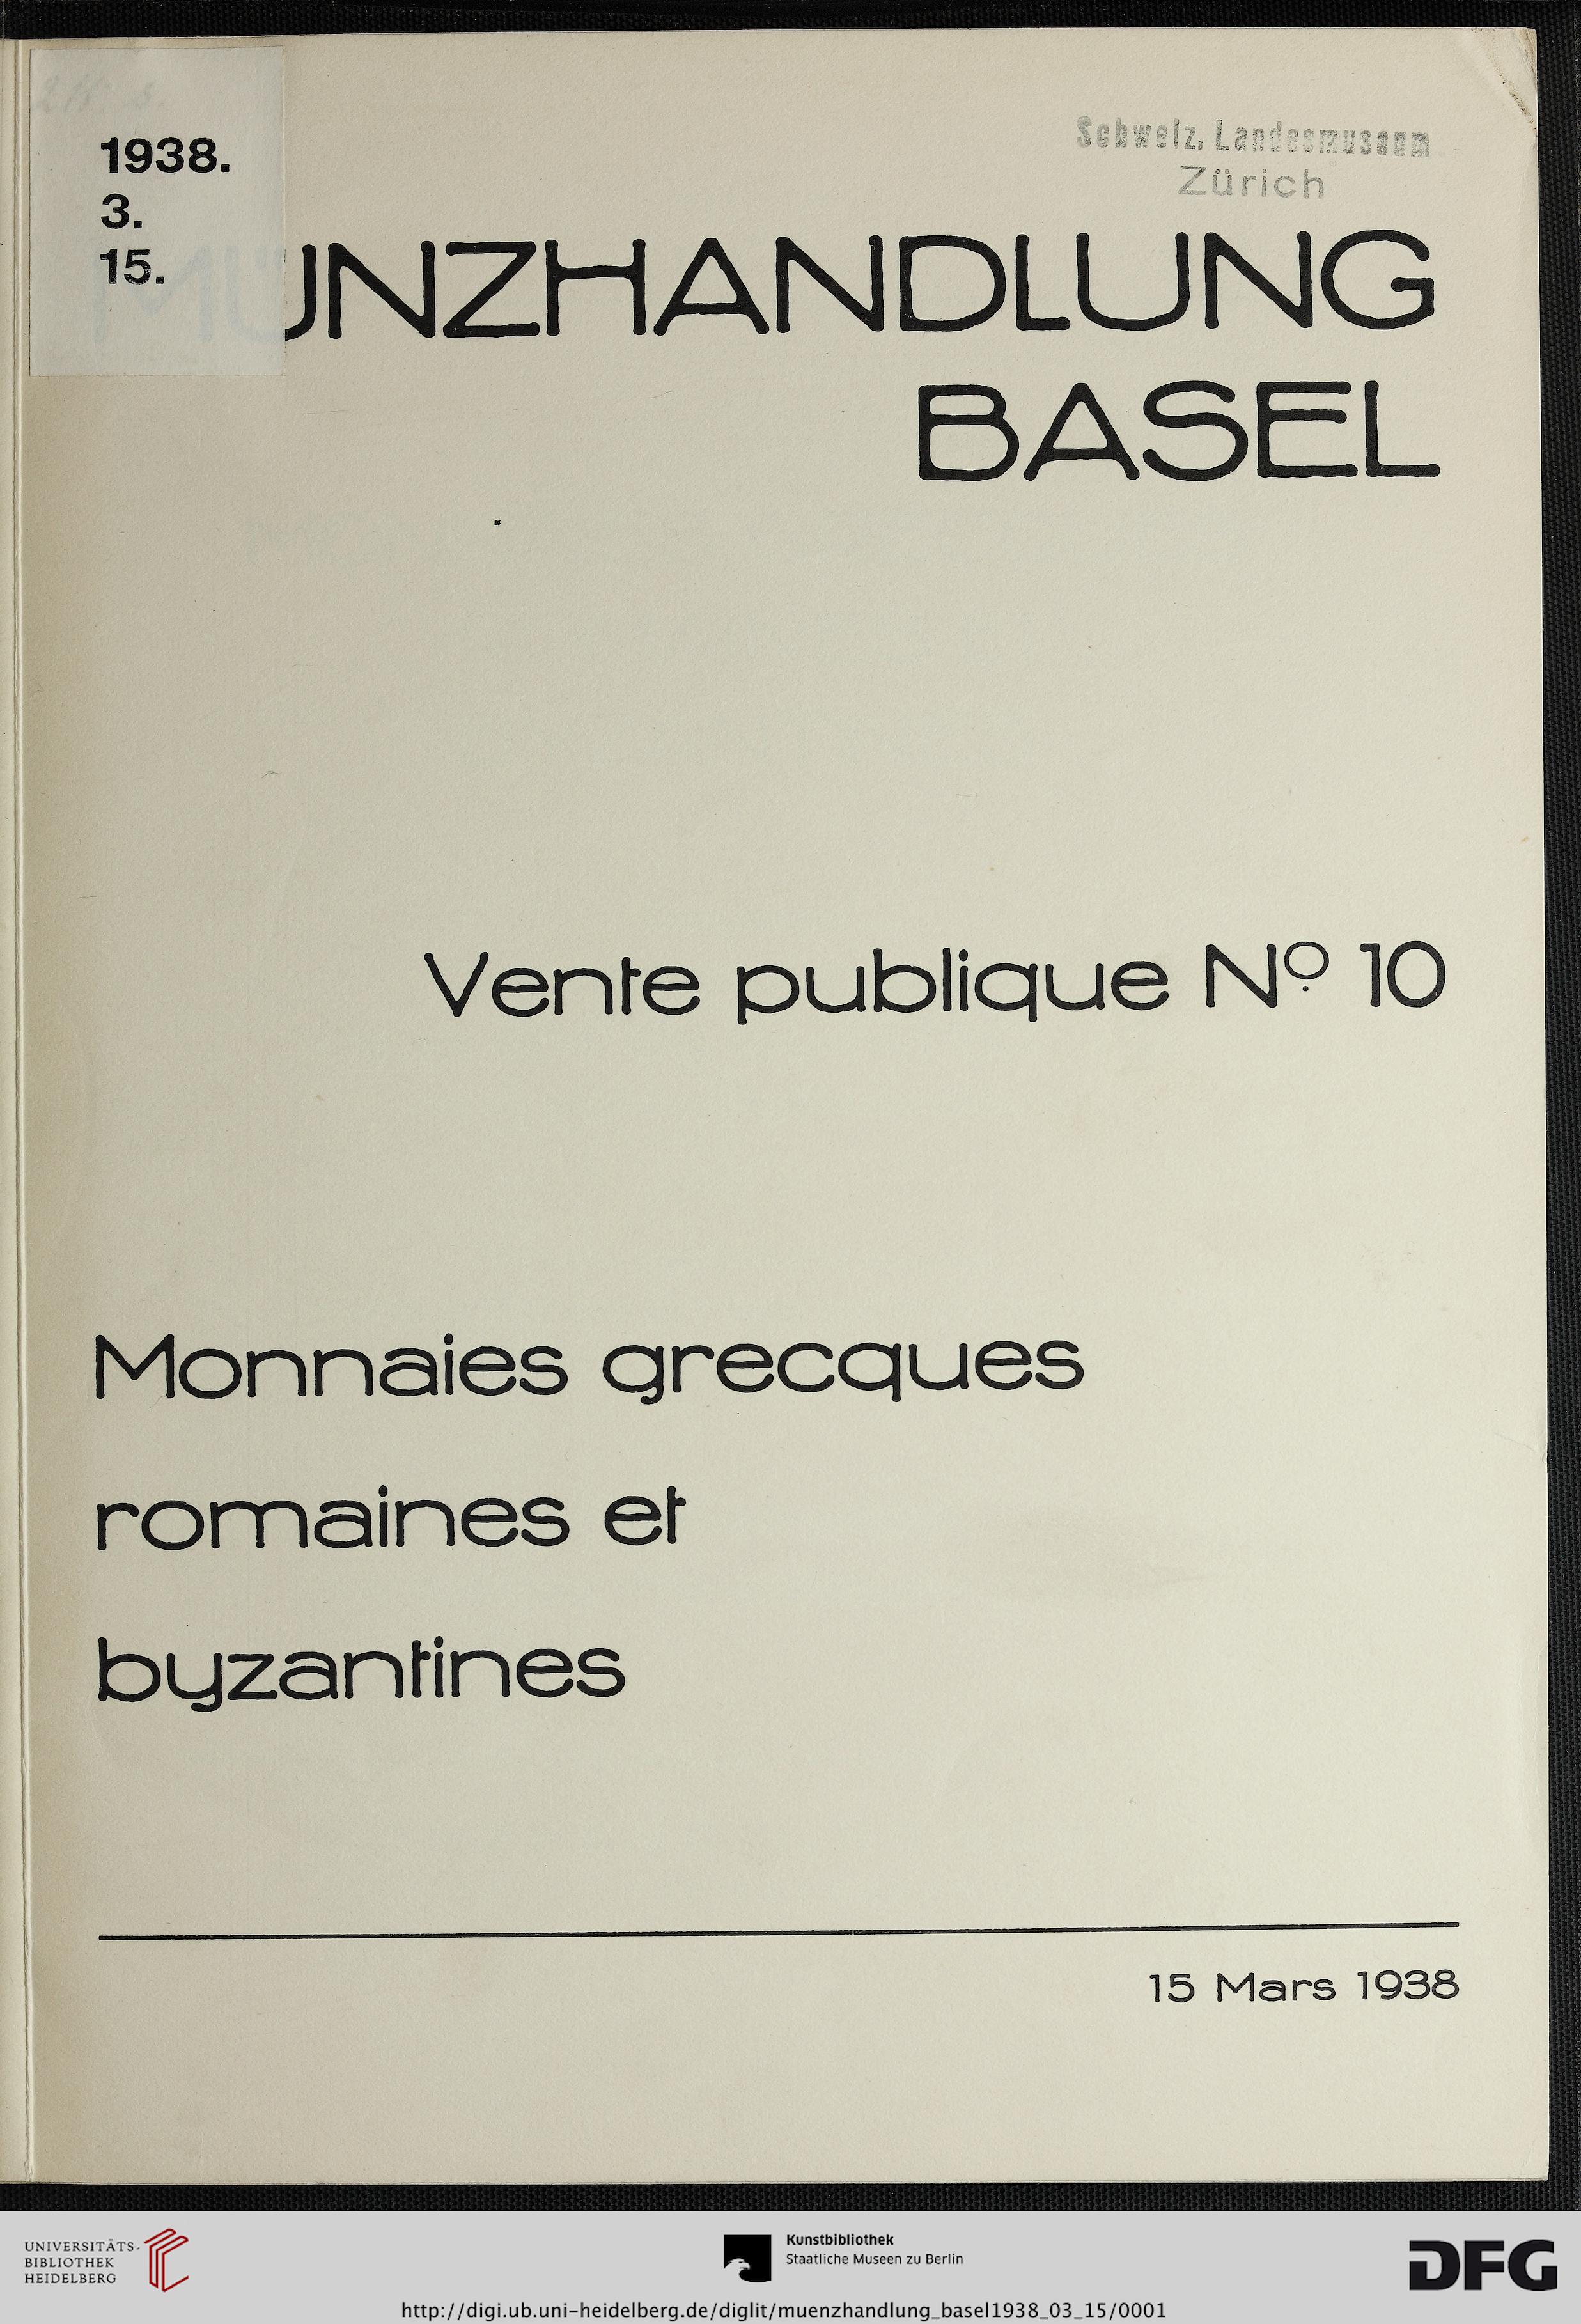 1938.
3.
15.
Schweiz. Landesmuseum
Zürich
MÜNZHANDLUNG
BASEL
Vente publique Nº 10
Monnaies grecques
romaines et
byzantines
15 Mars 1938
UNIVERSITÄTS-
BIBLIOTHEK
HEIDELBERG
Kunstbibliothek
Staatliche Museen zu Berlin
DFG
http://digi.ub.uni-heidelberg.de/diglit/muenzhandlung_basel1938_03_15/0001